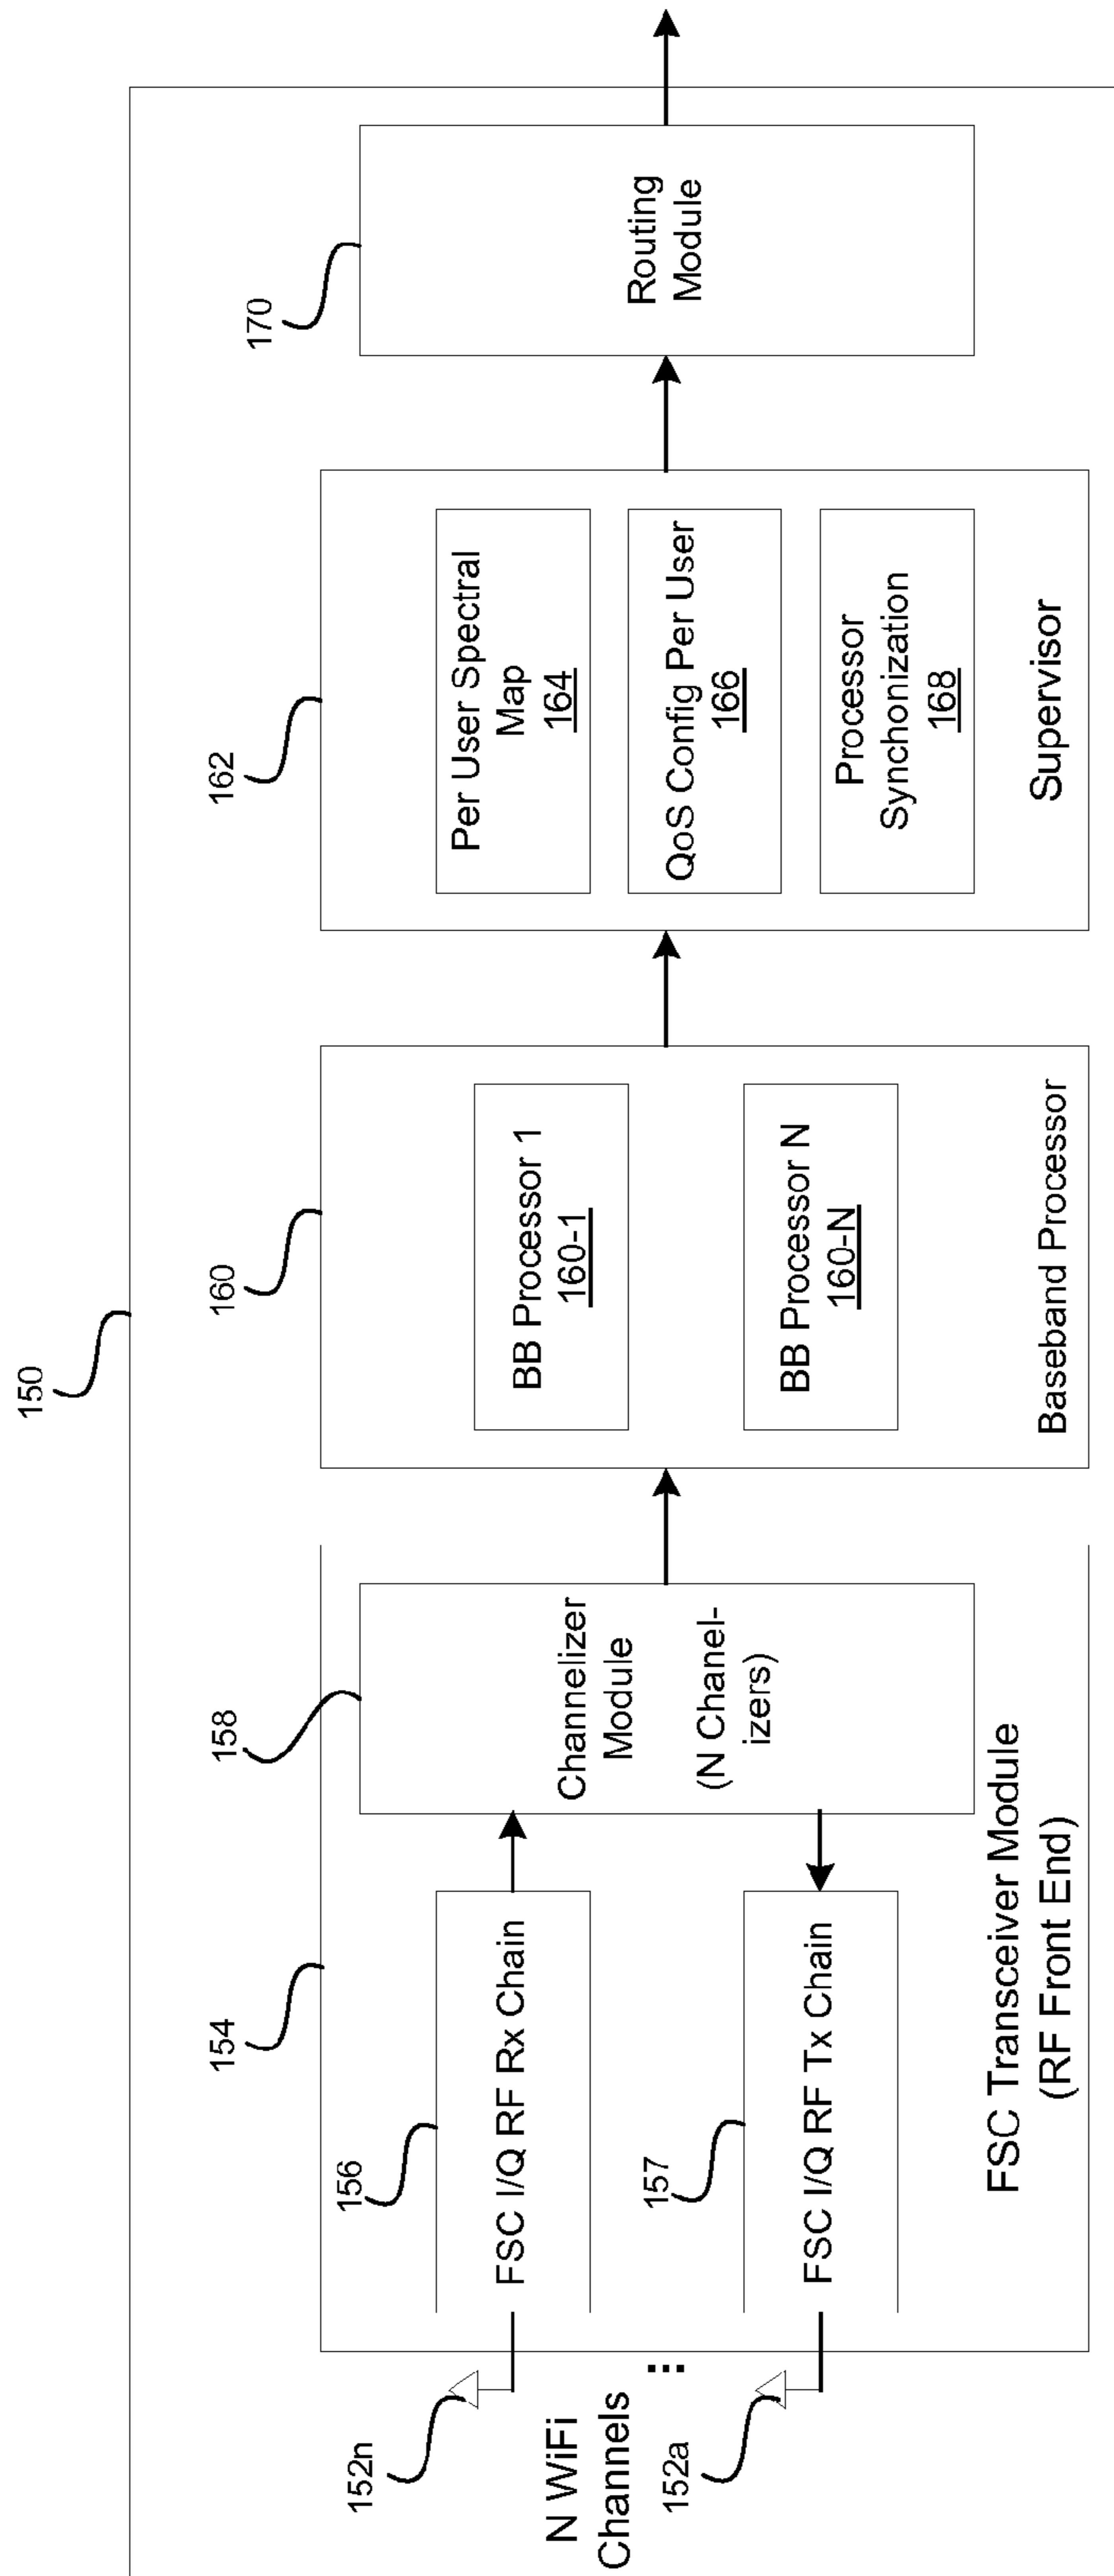 150
154
158
160
162
170
152n
N WiFi
Channels
152a
156
FSC I/Q RF Rx Chain
157
FSC I/Q RF Tx Chain
FSC Transceiver Module
(RF Front End)
Channelizer
Module
(N Channel-
izers)
BB Processor 1
160-1
BB Processor N
160-N
Baseband Processor
Per User Spectral
Map
164
QoS Config Per User
166
Processor
Synchonization
168
Supervisor
Routing
Module